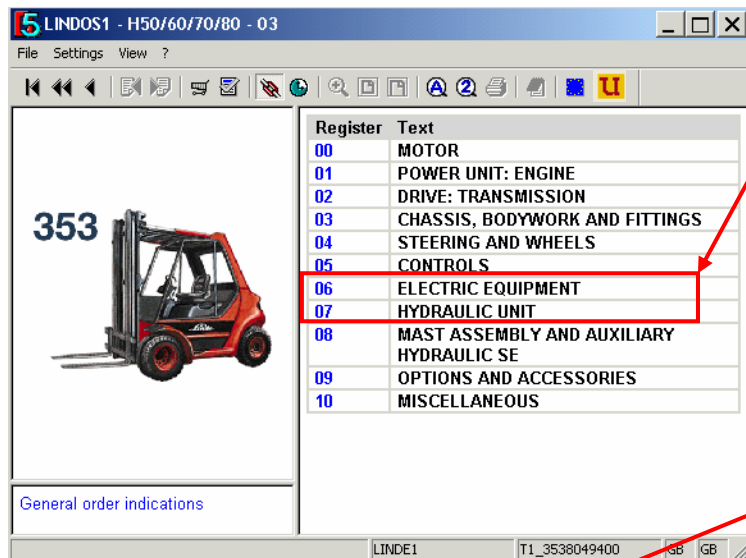 LINDOS1 - H50/60/70/80 - 03
File Settings View ?
Register Text
00 MOTOR
01 POWER UNIT: ENGINE
02 DRIVE: TRANSMISSION
03 CHASSIS, BODYWORK AND FITTINGS
04 STEERING AND WHEELS
05 CONTROLS
06 ELECTRIC EQUIPMENT
07 HYDRAULIC UNIT
08 MAST ASSEMBLY AND AUXILIARY
HYDRAULIC SE
09 OPTIONS AND ACCESSORIES
10 MISCELLANEOUS
353
Linde
General order indications
LINDE1 T1_3538049400 GB GB